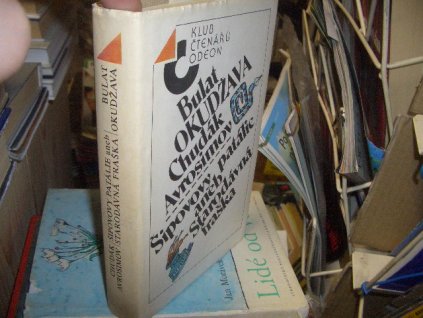 BULAT
OKUDŽAVA
CHUDÁK ŠIPOVOVY PATÁLIE aneb
AVROSIMOV STARODÁVNÁ FRAŠKA
KLUB
ČTENÁŘŮ
ODEON
Bulat
OKUDŽAVA
Chudák
Avrosimov
Šipovovy patálie
aneb
Starodávná
fraška
Lidé od